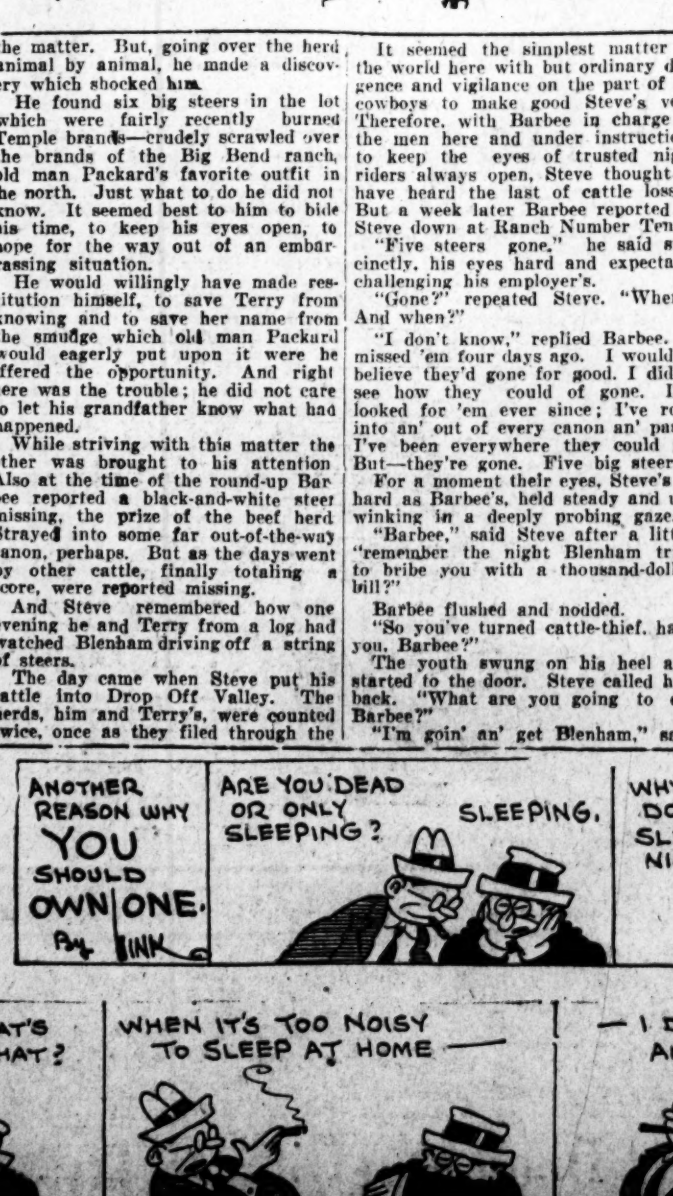 the matter. But, going over the herd
animal by animal, he made a discov-
ery which shocked him.
He found six big steers in the lot
which were fairly recently burned
Temple brands—crudely scrawled over
the brands of the Big Bend ranch,
old man Packard's favorite outfit in
the north. Just what to do he did not
know. It seemed best to him to bide
his time, to keep his eyes open, to
hope for the way out of an embar-
rassing situation.
He would willingly have made res-
titution himself, to save Terry from
knowing and to save her name from
the smudge which old man Packard
would eagerly put upon it were he
offered the opportunity. And right
here was the trouble; he did not care
to let his grandfather know what had
happened.
While striving with this matter the
other was brought to his attention
Also at the time of the round-up Bar
bee reported a black-and-white steer
missing, the prize of the beef herd
Strayed into some far out-of-the-way
canon, perhaps. But as the days went
by other cattle, finally totaling a
score, were reported missing.
And Steve remembered how one
evening he and Terry from a log had
watched Blenham driving off a string
of steers.
The day came when Steve put his
cattle into Drop Off Valley. The
herds, him and Terry's, were counted
twice, once as they filed through the
It seemed the simplest matter
the world here with but ordinary d
gence and vigilance on the part of
cowboys to make good Steve's ve
Therefore, with Barbee in charge
the men here and under instructi
to keep the eyes of trusted nig
riders always open, Steve thought
have heard the last of cattle loss
But a week later Barbee reported
Steve down at Ranch Number Ten
"Five steers gone." he said s
cinctly, his eyes hard and expecta
challenging his employer's.
"Gone?" repeated Steve. "Whe
And when?"
"I don't know," replied Barbee.
missed 'em four days ago. I would
believe they'd gone for good. I did
see how they could of gone. I
looked for 'em ever since; I've r
into an' out of every canon an' pa
I've been everywhere they could
But—they're gone. Five big steer
For a moment their eyes, Steve's
hard as Barbee's, held steady and u
winking in a deeply probing gaze
"Barbee," said Steve after a litt
"remember the night Blenham tr
to bribe you with a thousand-doll
bill?"
Barbee flushed and nodded.
"So you've turned cattle-thief, ha
you, Barbee?"
The youth swung on his heel a
started to the door. Steve called h
back. "What are you going to
Barbee?"
"I'm goin' an' get Blenham," sa
ANOTHER
REASON WHY
YOU
SHOULD
OWN ONE.
By TINK
ARE YOU DEAD
OR ONLY
SLEEPING?
SLEEPING.
WHY
DO
SL
NI
AT'S
HAT?
WHEN IT'S TOO NOISY
TO SLEEP AT HOME —
— I D
A